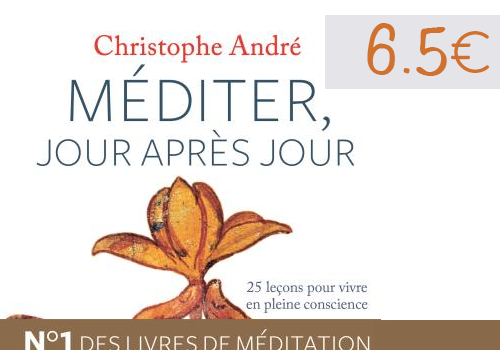 Christophe André
6.5€
MÉDITER,
JOUR APRÈS JOUR
25 leçons pour vivre
en pleine conscience
N°1 DES LIVRES DE MÉDITATION